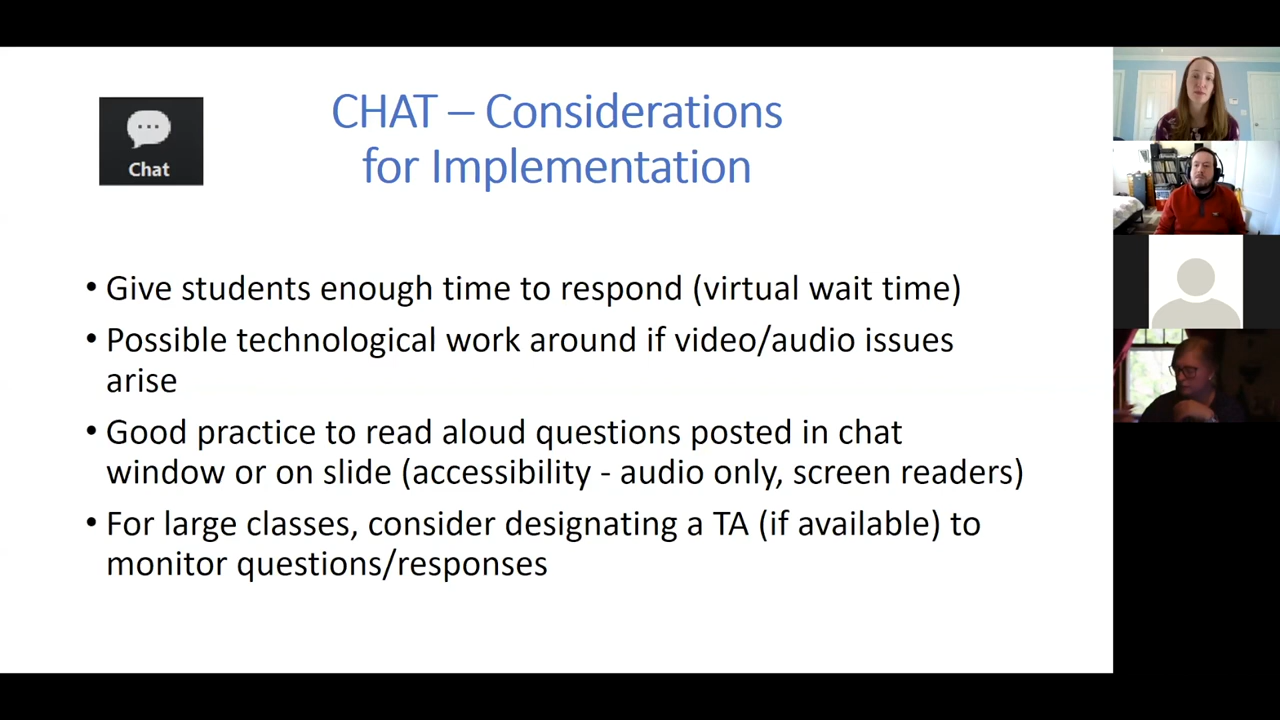 Chat
CHAT – Considerations
for Implementation
• Give students enough time to respond (virtual wait time)
• Possible technological work around if video/audio issues
arise
• Good practice to read aloud questions posted in chat
window or on slide (accessibility - audio only, screen readers)
• For large classes, consider designating a TA (if available) to
monitor questions/responses